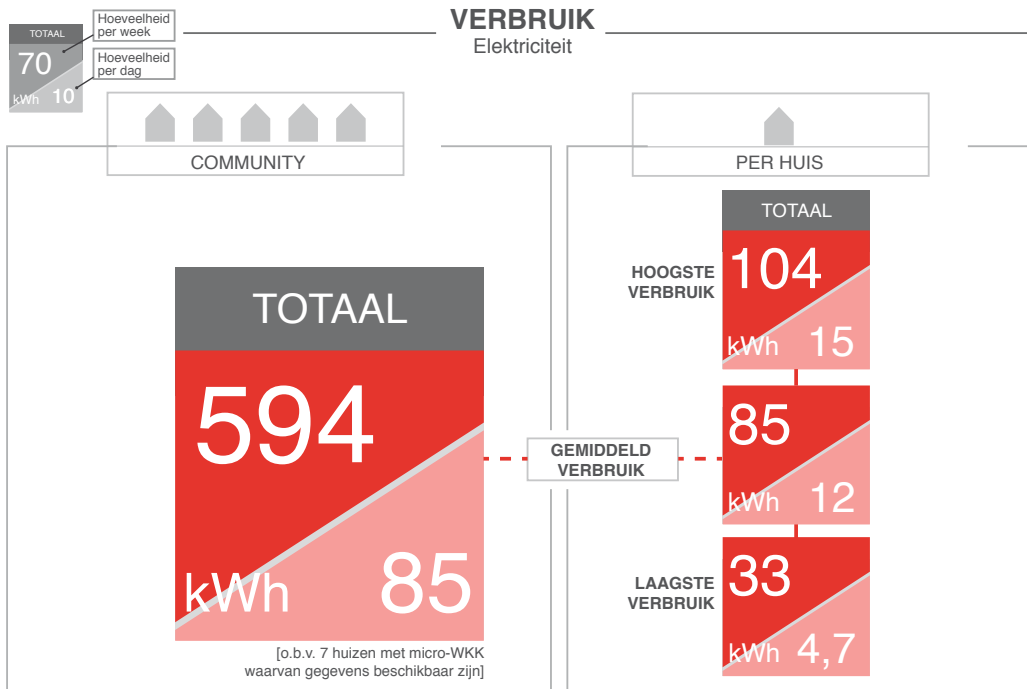 VERBRUIK
Elektriciteit
TOTAAL
70
kWh 10
Hoeveelheid
per week
Hoeveelheid
per dag
COMMUNITY
TOTAAL
594
kWh 85
[o.b.v. 7 huizen met micro-WKK
waarvan gegevens beschikbaar zijn]
GEMIDDELD
VERBRUIK
PER HUIS
TOTAAL
HOOGSTE
VERBRUIK
104
kWh 15
85
kWh 12
LAAGSTE
VERBRUIK
33
kWh 4,7